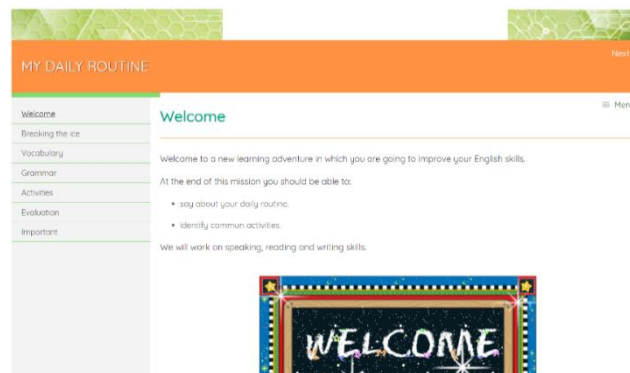 Next
MY DAILY ROUTINE
Men
Welcome
Breaking the ice
Vocabulary
Grammar
Activities
Evaluation
Important
Welcome
Welcome to a new learning adventure in which you are going to improve your English skills.
At the end of this mission you should be able to:
say about your daily routine.
identify commun activities.
We will work on speaking, reading and writing skills.
WELCOME